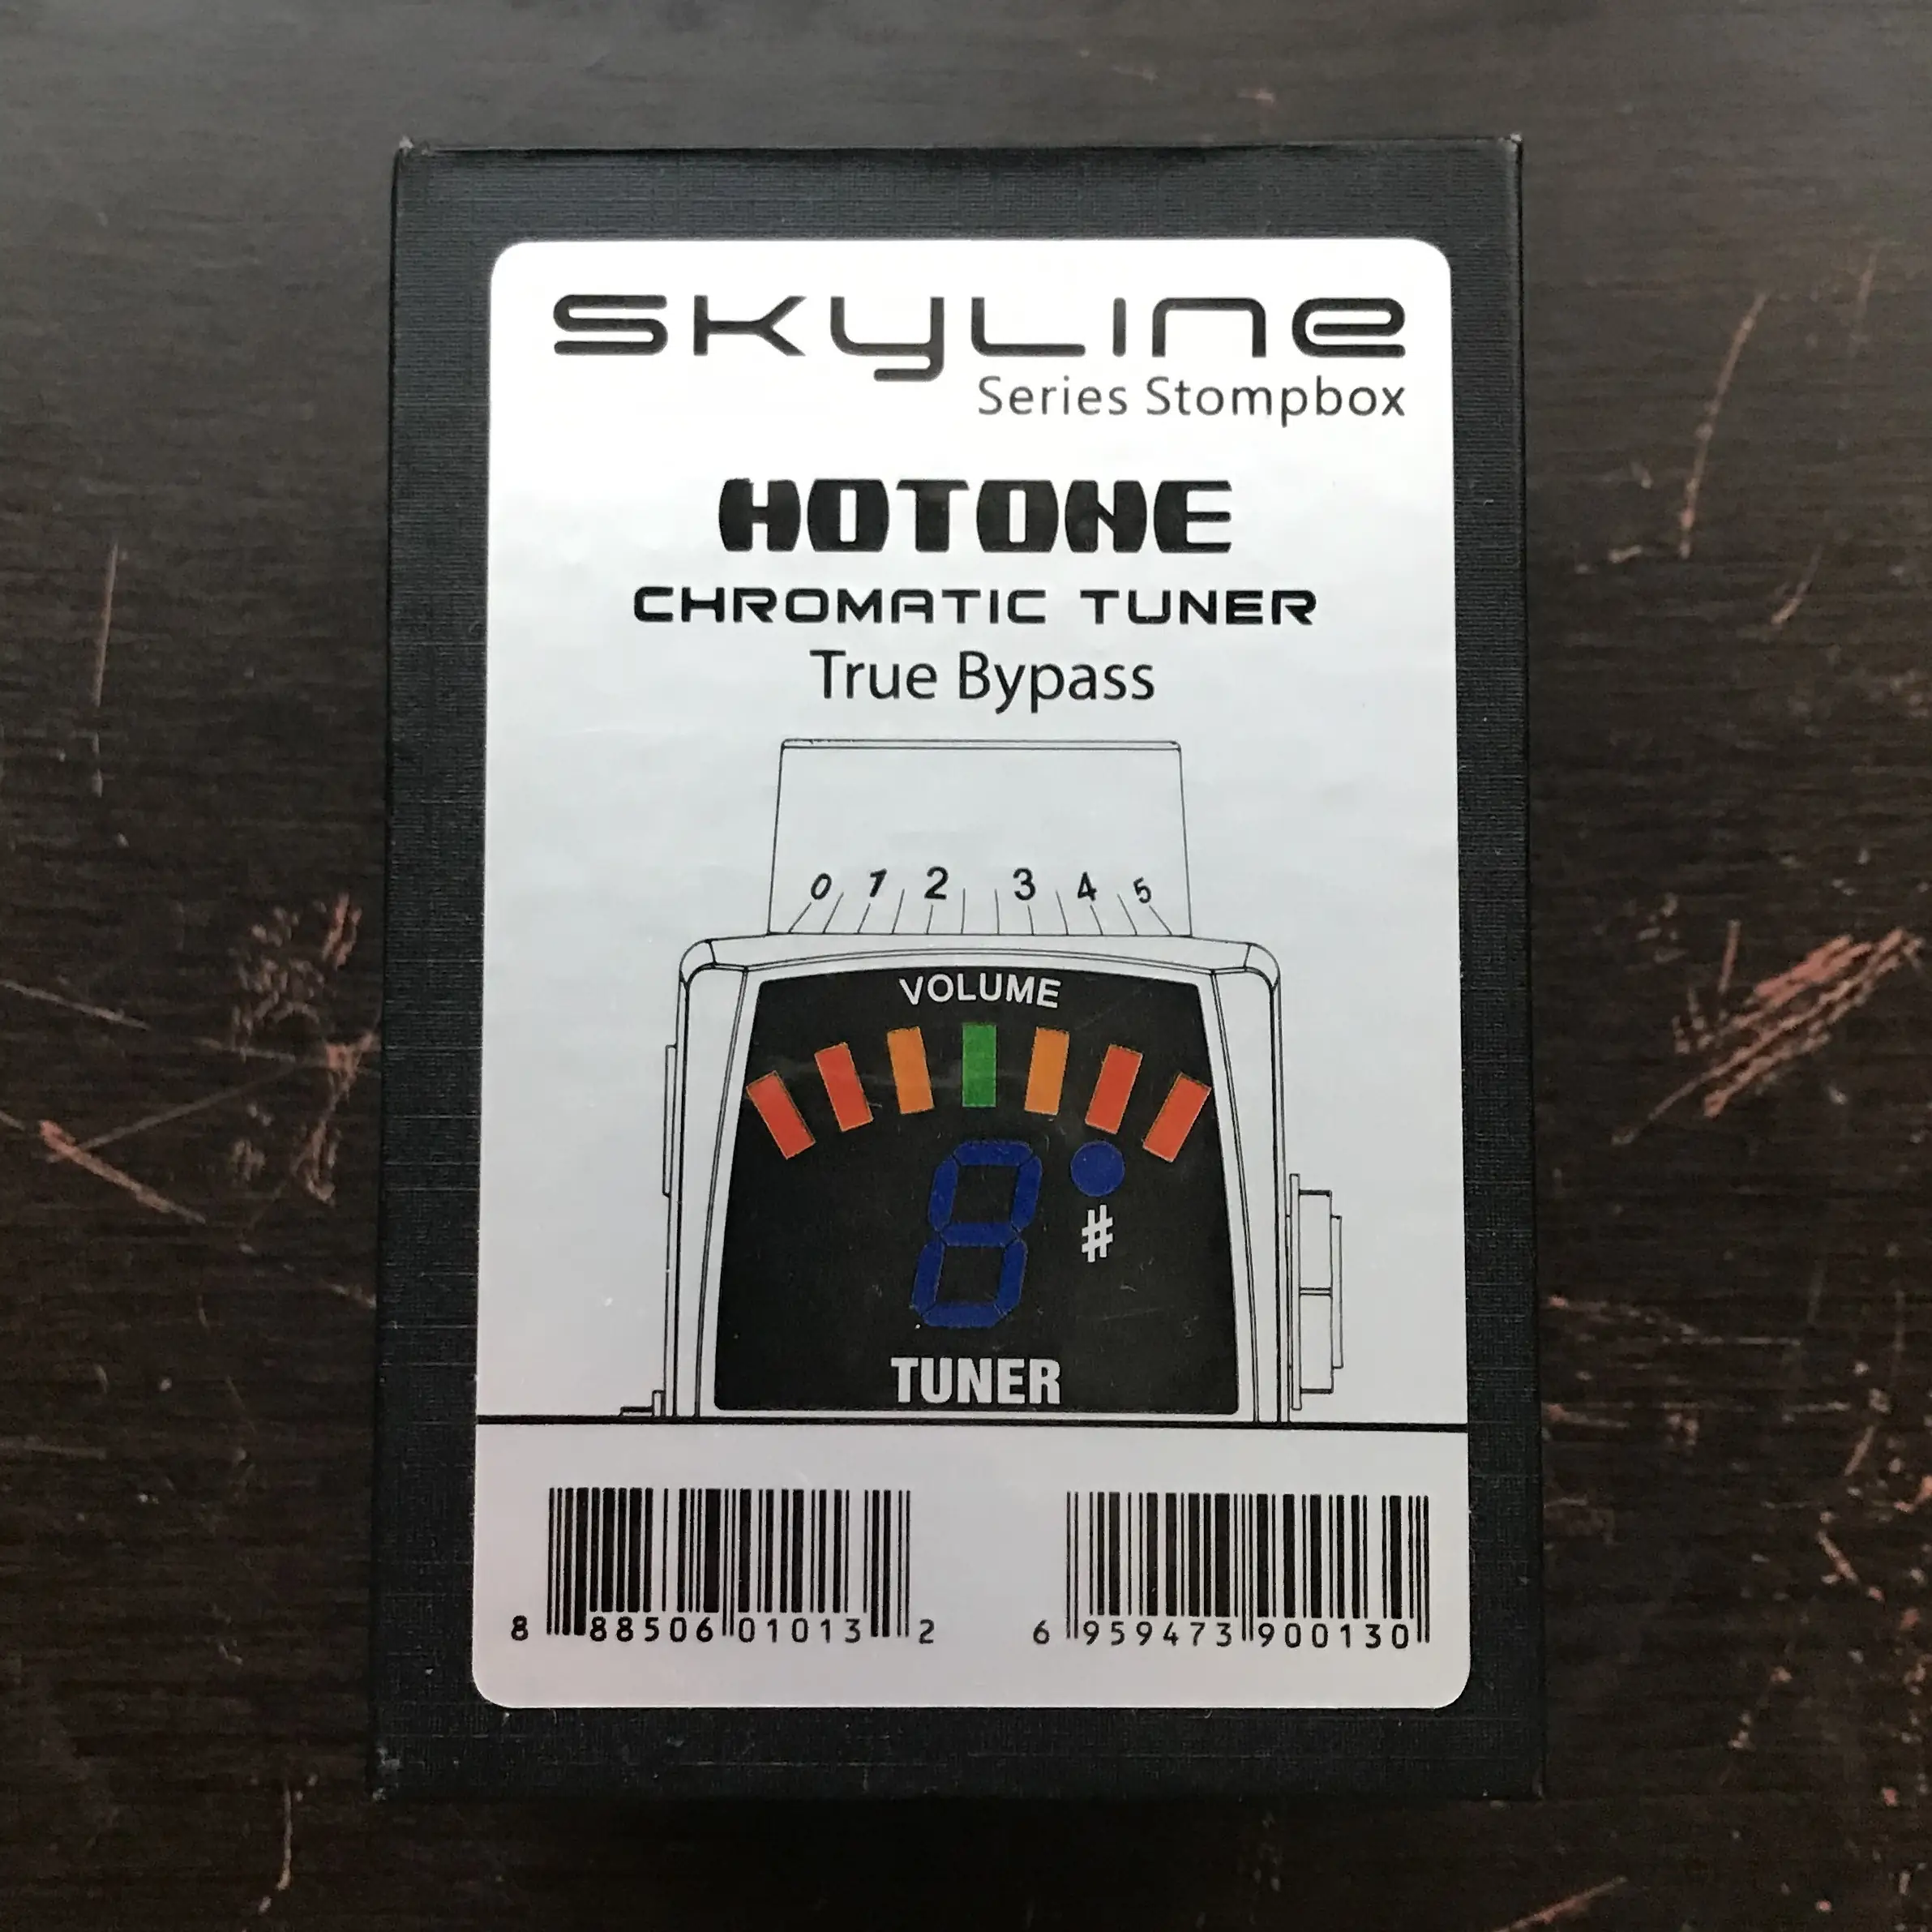 SKYLINE
Series Stompbox
HOTONE
CHROMATIC TUNER
True Bypass
0 1 2 3 4 5
VOLUME
8
#
TUNER
8 88506 01013 2
6 959473 900130